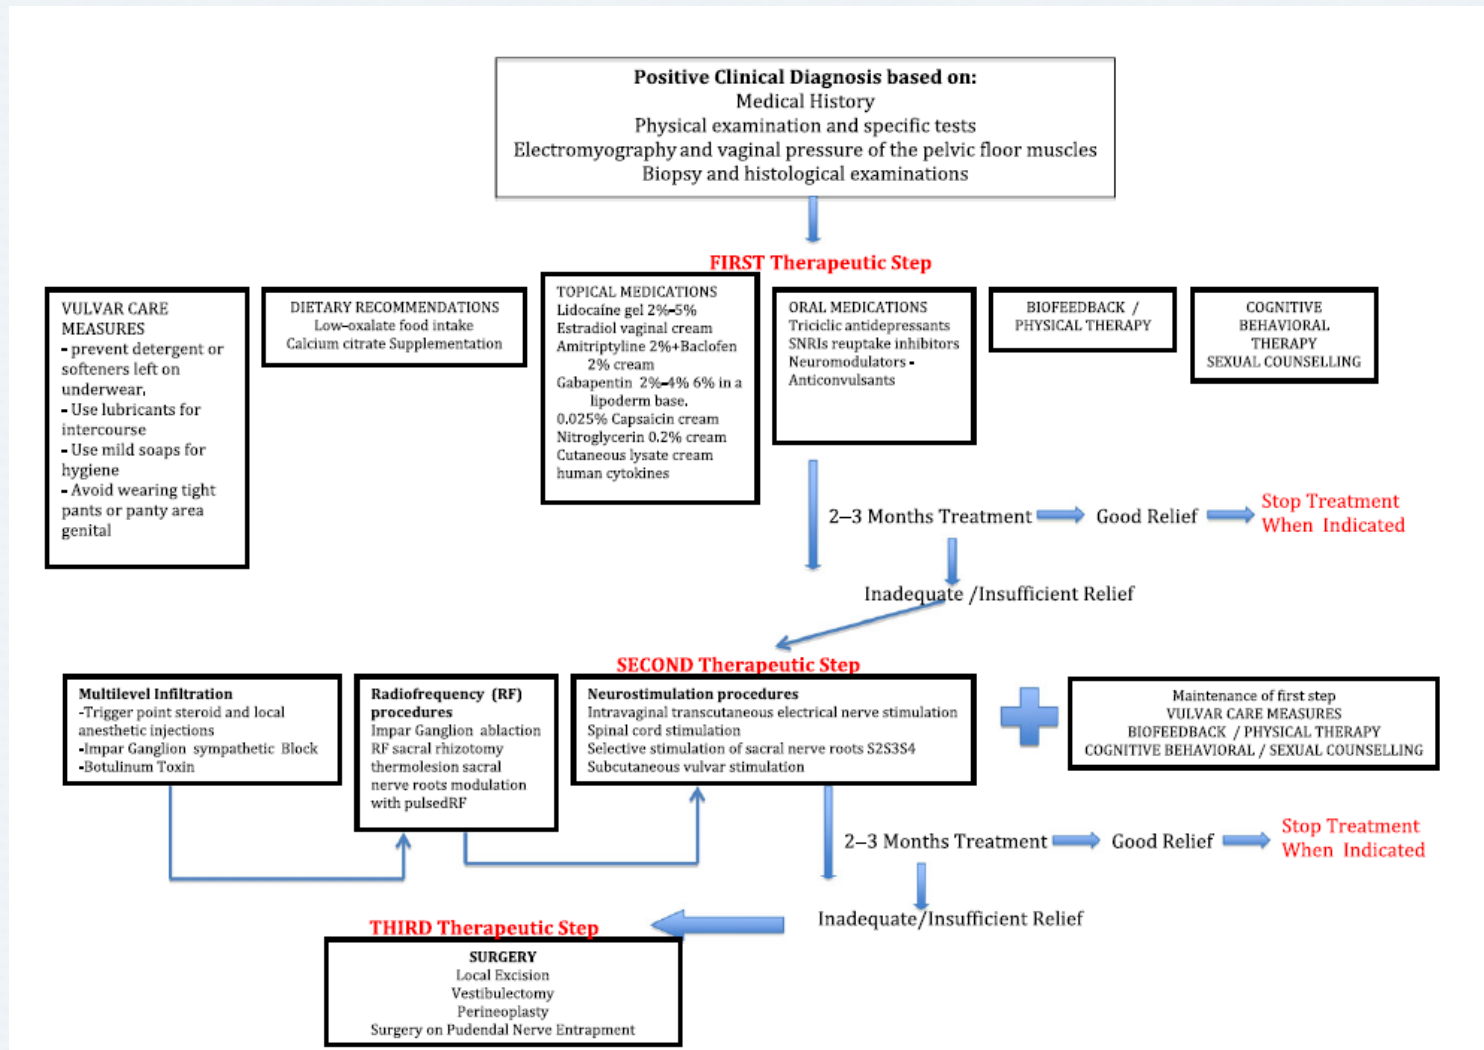 Positive Clinical Diagnosis based on:
Medical History
Physical examination and specific tests
Electromyography and vaginal pressure of the pelvic floor muscles
Biopsy and histological examinations
FIRST Therapeutic Step
VULVAR CARE
MEASURES
- prevent detergent or
softeners left on
underwear.
- Use lubricants for
intercourse
- Use mild soaps for
hygiene
- Avoid wearing tight
pants or panty area
genital
DIETARY RECOMMENDATIONS
Low-oxalate food intake
Calcium citrate Supplementation
TOPICAL MEDICATIONS
Lidocaíne gel 2%-5%
Estradiol vaginal cream
Amitriptyline 2%+Baclofen
2% cream
Gabapentin 2%-4% 6% in a
lipoderm base.
0.025% Capsaicin cream
Nitroglycerin 0.2% cream
Cutaneous lysate cream
human cytokines
ORAL MEDICATIONS
Triciclic antidepressants
SNRIs reuptake inhibitors
Neuromodulators -
Anticonvulsants
BIOFEEDBACK /
PHYSICAL THERAPY
COGNITIVE
BEHAVIORAL
THERAPY
SEXUAL COUNSELLING
2–3 Months Treatment
Good Relief
Stop Treatment
When Indicated
Inadequate /Insufficient Relief
SECOND Therapeutic Step
Multilevel Infiltration
-Trigger point steroid and local
anesthetic injections
-Impar Ganglion sympathetic Block
-Botulinum Toxin
Radiofrequency (RF)
procedures
Impar Ganglion ablaction
RF sacral rhizotomy
thermolesion sacral
nerve roots modulation
with pulsedRF
Neurostimulation procedures
Intravaginal transcutaneous electrical nerve stimulation
Spinal cord stimulation
Selective stimulation of sacral nerve roots S2S3S4
Subcutaneous vulvar stimulation
Maintenance of first step
VULVAR CARE MEASURES
BIOFEEDBACK / PHYSICAL THERAPY
COGNITIVE BEHAVIORAL / SEXUAL COUNSELLING
2–3 Months Treatment
Good Relief
Stop Treatment
When Indicated
Inadequate/Insufficient Relief
THIRD Therapeutic Step
SURGERY
Local Excision
Vestibulectomy
Perineoplasty
Surgery on Pudendal Nerve Entrapment